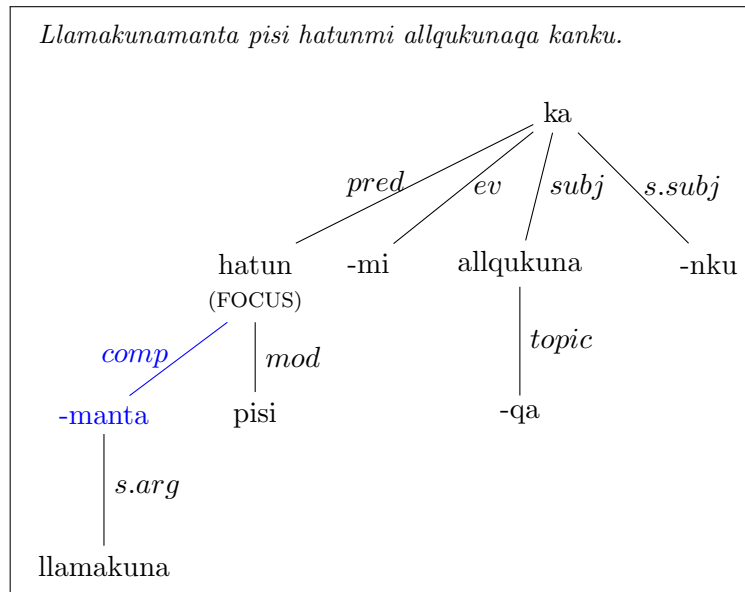 Llamakunamanta pisi hatunmi allqukunaqa kanku.
ka
pred ev subj s.subj
hatun -mi allqukuna -nku
(FOCUS)
comp mod topic
-manta pisi -qa
s.arg
llamakuna